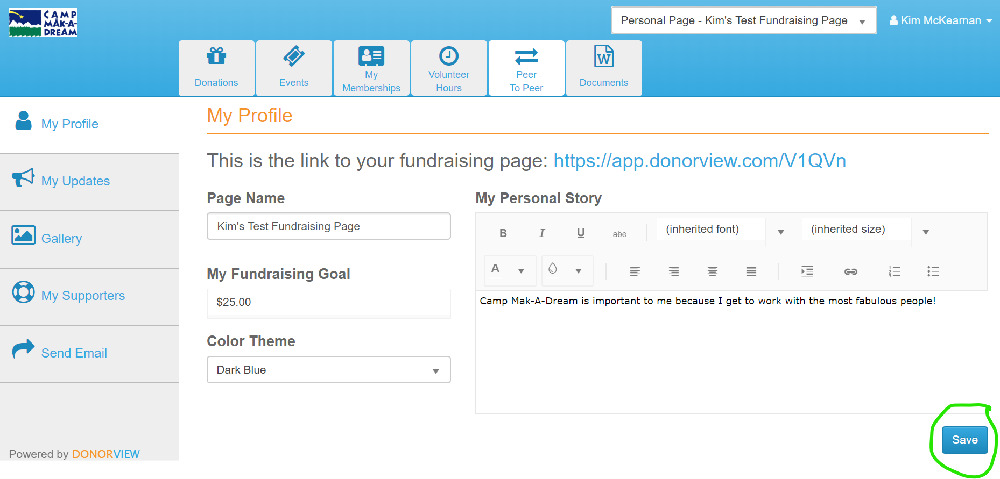 CAMP
MÁK-A-
DREAM
Personal Page - Kim's Test Fundraising Page
Kim McKearnan
Donations
Events
My
Memberships
Volunteer
Hours
Peer
To Peer
Documents
My Profile
My Updates
Gallery
My Supporters
Send Email
Powered by DONORVIEW
My Profile
This is the link to your fundraising page: https://app.donorview.com/V1QVn
Page Name
Kim's Test Fundraising Page
My Fundraising Goal
$25.00
Color Theme
Dark Blue
My Personal Story
B I U abc (inherited font) (inherited size)
A
Camp Mak-A-Dream is important to me because I get to work with the most fabulous people!
Save